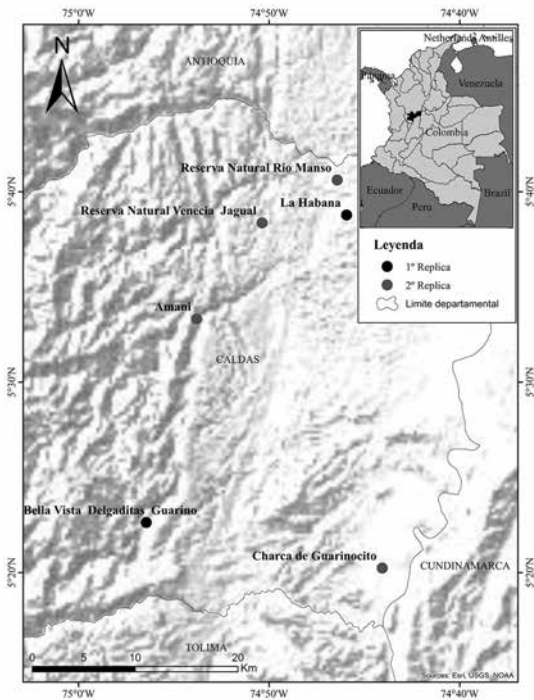 75°0'W 74°50'W 74°40'W
N
ANTIOQUIA
Netherlands Antilles
Panama
Venezuela
Colombia
Ecuador
Brazil
Peru
Reserva Natural Rio Manso
5°40'N 5°40'N
La Habana
Reserva Natural Venecia Jagual
Leyenda
1º Replica
2º Replica
Limite departamental
Amani
CALDAS
5°30'N 5°30'N
Bella Vista Delgaditas Guarino
Charca de Guarinocito
CUNDINAMARCA
5°20'N 5°20'N
TOLIMA
0 5 10 20
Km
Sources: Esri, USGS, NOAA
75°0'W 74°50'W 74°40'W